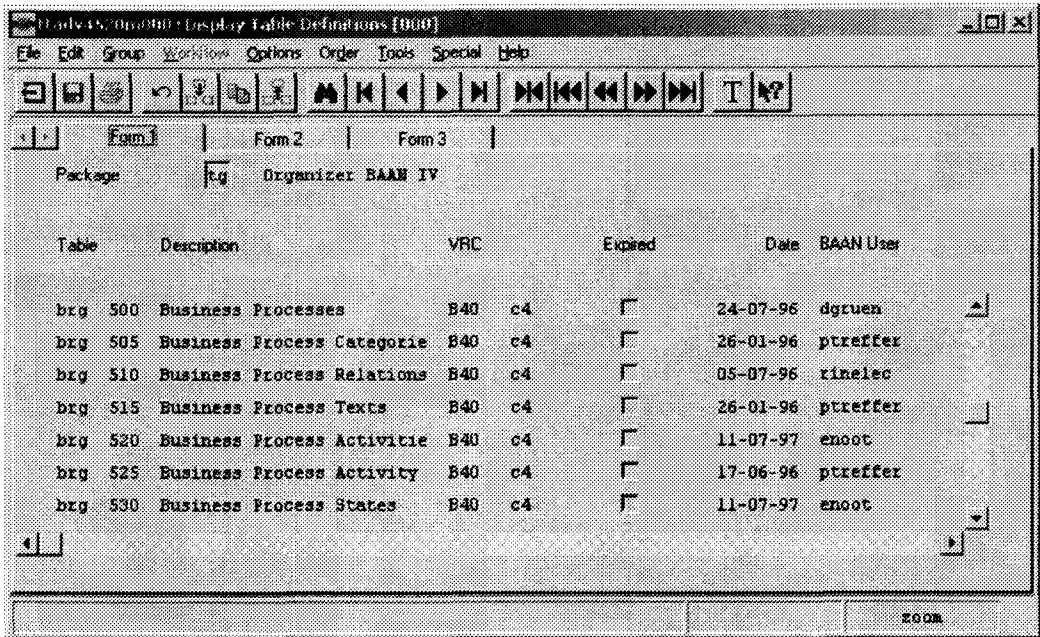 ttadv4520m000 : Display Table Definitions [000]
File Edit Group Workflow Options Order Tools Special Help
T ?
Form 1 Form 2 Form 3
Package tg Organizer BAAN IV
Table Description VRC Expired Date BAAN User
brg 500 Business Processes B40 c4 24-07-96 dgruen
brg 505 Business Process Categorie B40 c4 26-01-96 ptreffer
brg 510 Business Process Relations B40 c4 05-07-96 rinelec
brg 515 Business Process Texts B40 c4 26-01-96 ptreffer
brg 520 Business Process Activitie B40 c4 11-07-97 enoot
brg 525 Business Process Activity B40 c4 17-06-96 ptreffer
brg 530 Business Process States B40 c4 11-07-97 enoot
zoom